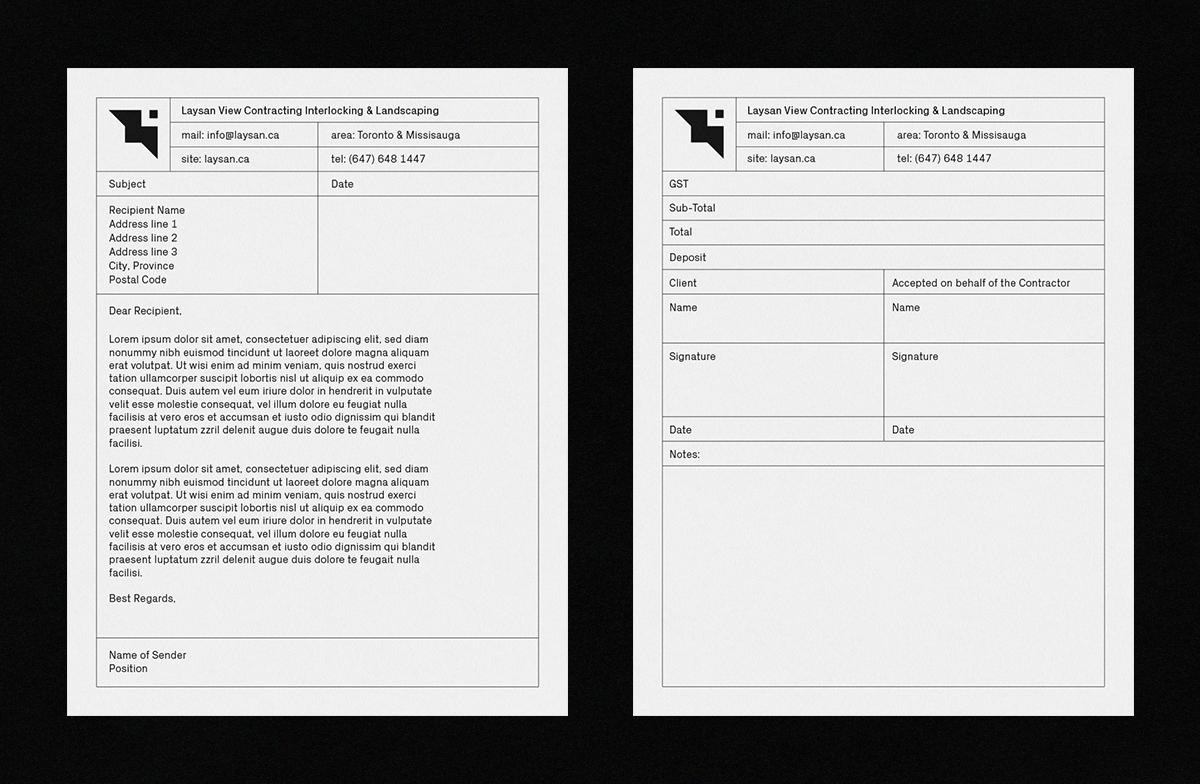 Laysan View Contracting Interlocking & Landscaping
mail: info@laysan.ca
area: Toronto & Missisauga
site: laysan.ca
tel: (647) 648 1447
Subject
Date
Recipient Name
Address line 1
Address line 2
Address line 3
City, Province
Postal Code
Dear Recipient,
Lorem ipsum dolor sit amet, consectetuer adipiscing elit, sed diam
nonummy nibh euismod tincidunt ut laoreet dolore magna aliquam
erat volutpat. Ut wisi enim ad minim veniam, quis nostrud exerci
tation ullamcorper suscipit lobortis nisl ut aliquip ex ea commodo
consequat. Duis autem vel eum iriure dolor in hendrerit in vulputate
velit esse molestie consequat, vel illum dolore eu feugiat nulla
facilisis at vero eros et accumsan et iusto odio dignissim qui blandit
praesent luptatum zzril delenit augue duis dolore te feugait nulla
facilisi.
Lorem ipsum dolor sit amet, consectetuer adipiscing elit, sed diam
nonummy nibh euismod tincidunt ut laoreet dolore magna aliquam
erat volutpat. Ut wisi enim ad minim veniam, quis nostrud exerci
tation ullamcorper suscipit lobortis nisl ut aliquip ex ea commodo
consequat. Duis autem vel eum iriure dolor in hendrerit in vulputate
velit esse molestie consequat, vel illum dolore eu feugiat nulla
facilisis at vero eros et accumsan et iusto odio dignissim qui blandit
praesent luptatum zzril delenit augue duis dolore te feugait nulla
facilisi.
Best Regards,
Name of Sender
Position
Laysan View Contracting Interlocking & Landscaping
mail: info@laysan.ca
area: Toronto & Missisauga
site: laysan.ca
tel: (647) 648 1447
GST
Sub-Total
Total
Deposit
Client
Accepted on behalf of the Contractor
Name
Name
Signature
Signature
Date
Date
Notes: